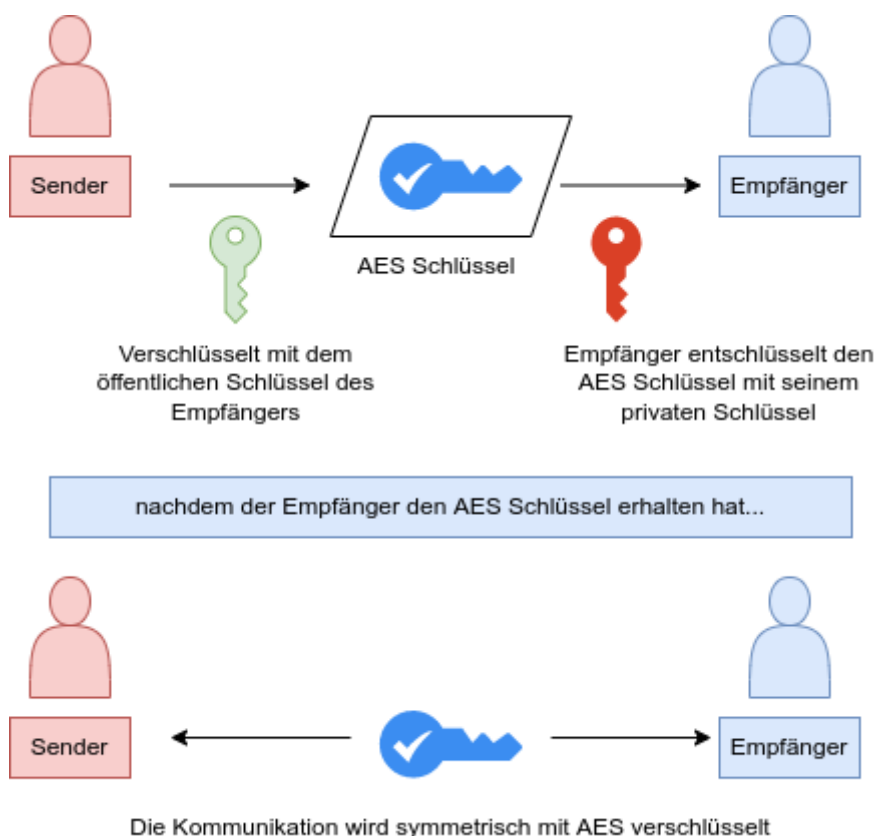 Sender
Empfänger
AES Schlüssel
Verschlüsselt mit dem
öffentlichen Schlüssel des
Empfängers
Empfänger entschlüsselt den
AES Schlüssel mit seinem
privaten Schlüssel
nachdem der Empfänger den AES Schlüssel erhalten hat...
Sender
Empfänger
Die Kommunikation wird symmetrisch mit AES verschlüsselt